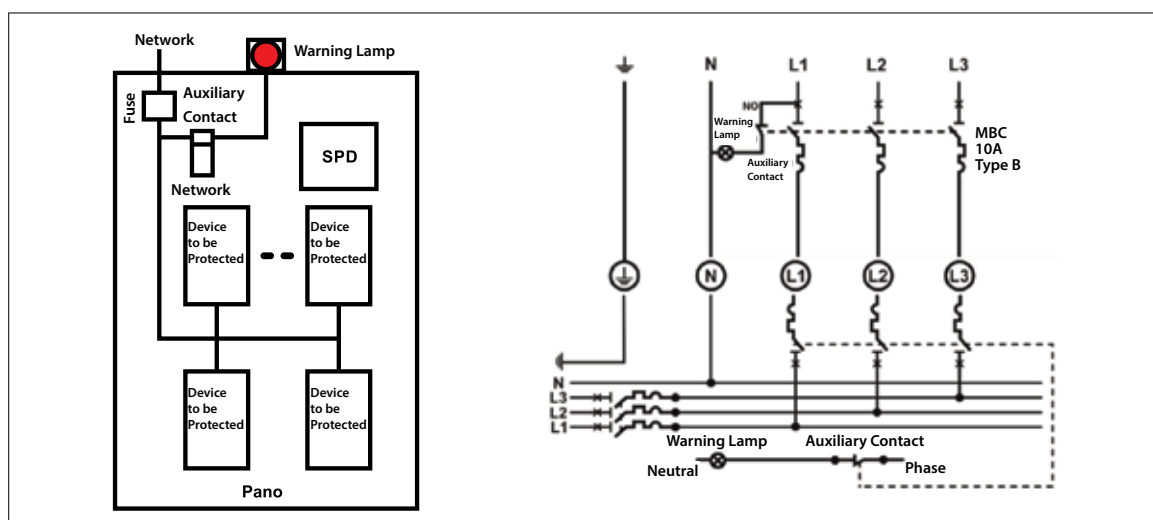 Network
Warning Lamp
Fuse
Auxiliary
Contact
SPD
Network
Device
to be
Protected
Device
to be
Protected
Device
to be
Protected
Device
to be
Protected
Pano
N
L1
L2
L3
NO
Warning
Lamp
Auxiliary
Contact
MBC
10A
Type B
N
L1
L2
L3
N
L3
L2
L1
Warning Lamp
Auxiliary Contact
Neutral
Phase